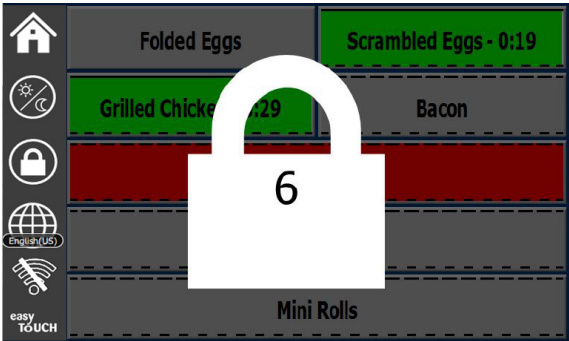 Folded Eggs
Scrambled Eggs - 0:19
Grilled Chicke :29
Bacon
6
English(US)
Mini Rolls
easy
ToUCH